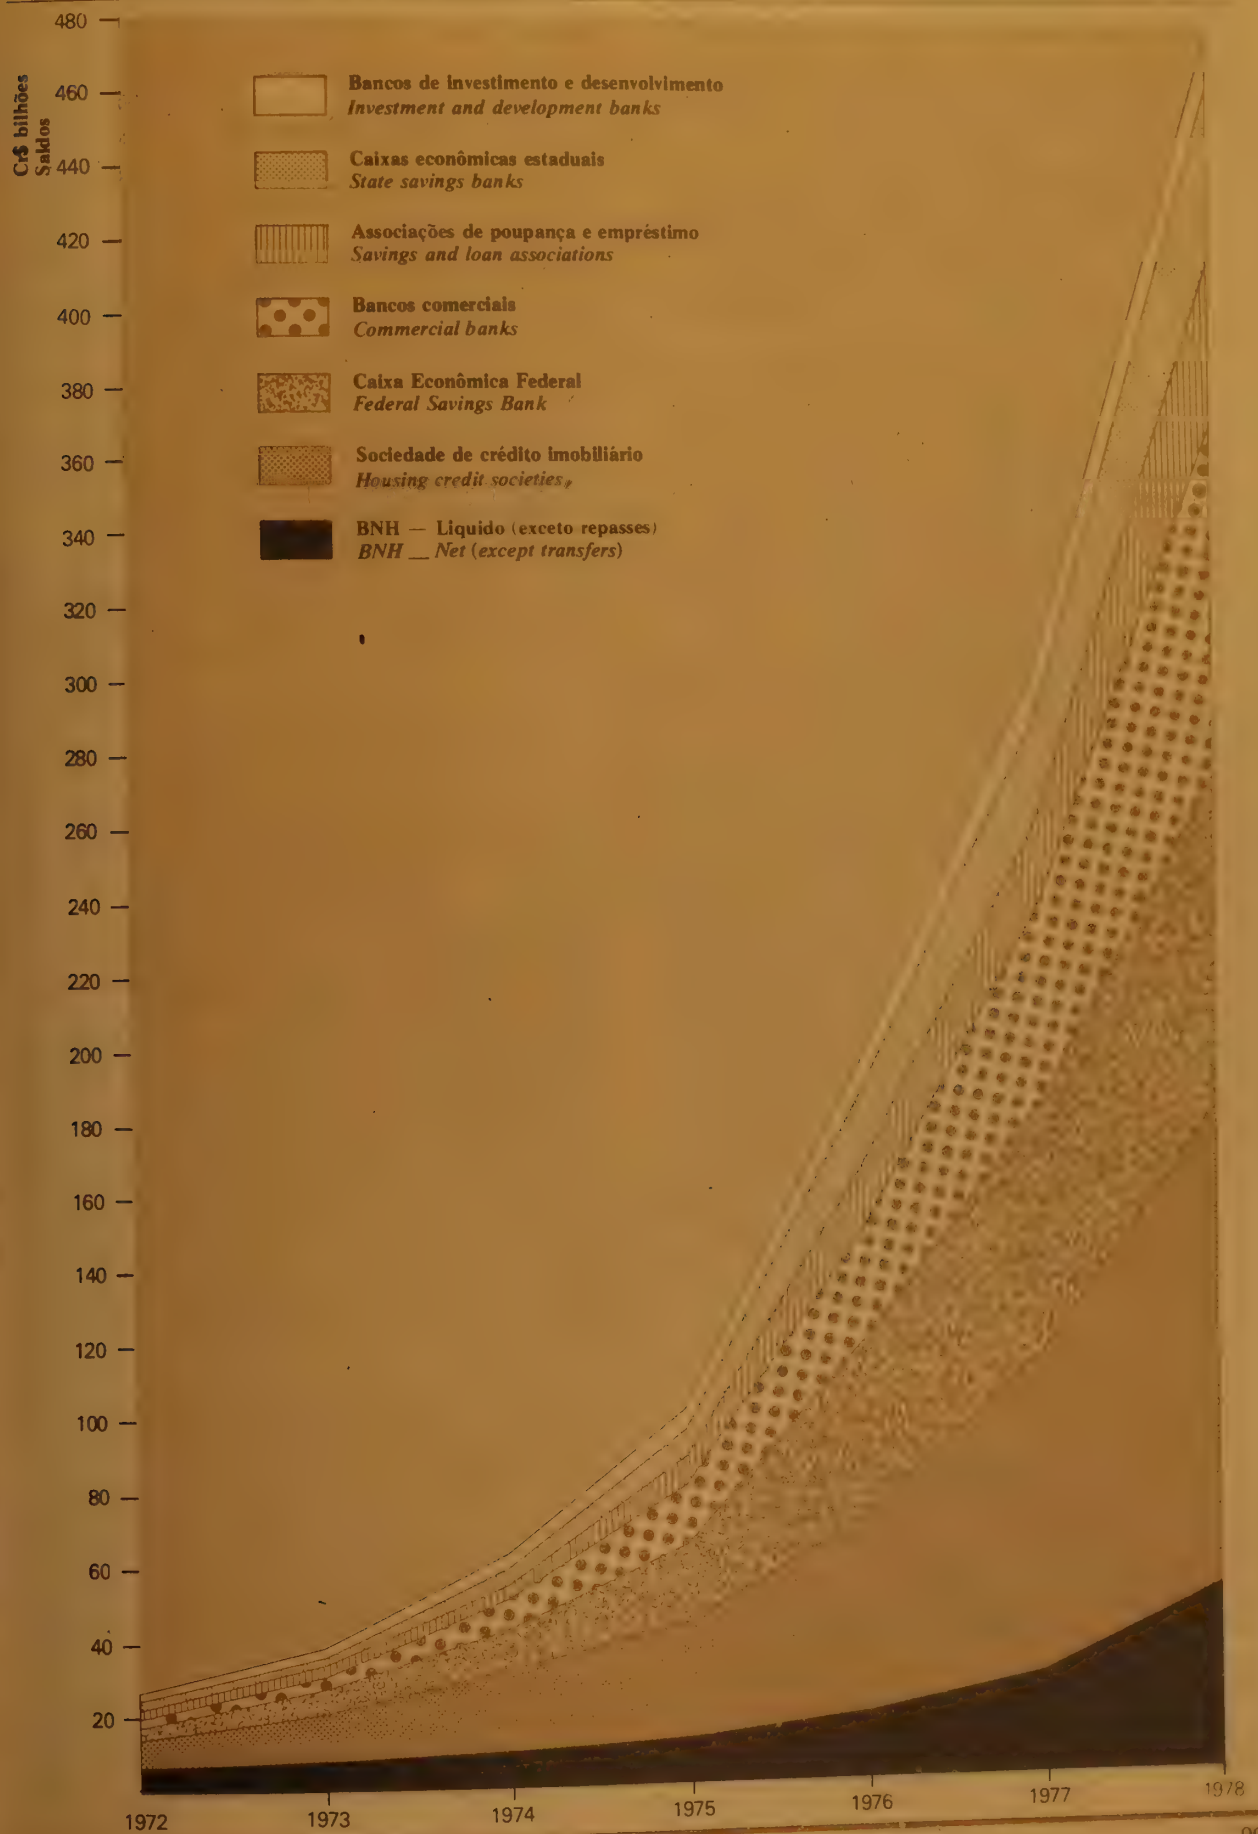 Cr$ bilhões
Saldos
480
460
440
420
400
380
360
340
320
300
280
260
240
220
200
180
160
140
120
100
80
60
40
20
Bancos de investimento e desenvolvimento
Investment and development banks
Caixas econômicas estaduais
State savings banks
Associações de poupança e empréstimo
Savings and loan associations
Bancos comerciais
Commercial banks
Caixa Econômica Federal
Federal Savings Bank
Sociedade de crédito imobiliário
Housing credit societies
BNH — Liquido (exceto repasses)
BNH __ Net (except transfers)
1972 1973 1974 1975 1976 1977 1978